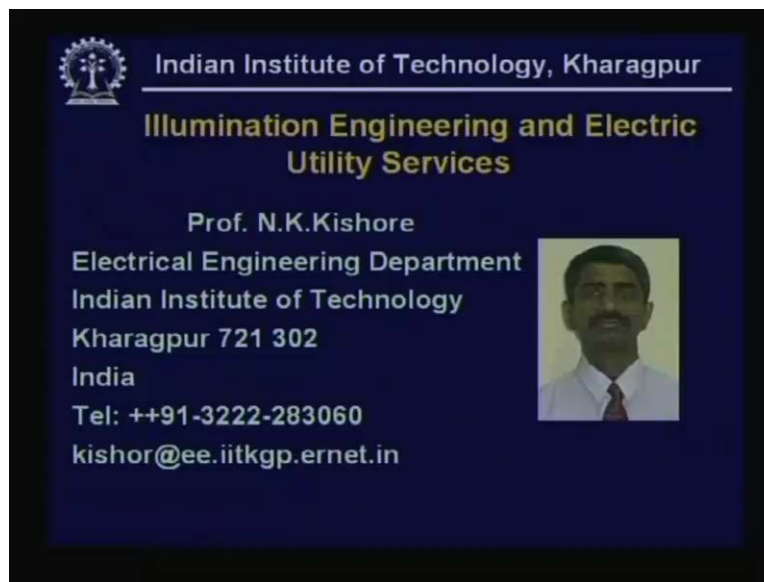 Indian Institute of Technology, Kharagpur
Illumination Engineering and Electric
Utility Services
Prof. N.K.Kishore
Electrical Engineering Department
Indian Institute of Technology
Kharagpur 721 302
India
Tel: ++91-3222-283060
kishor@ee.iitkgp.ernet.in